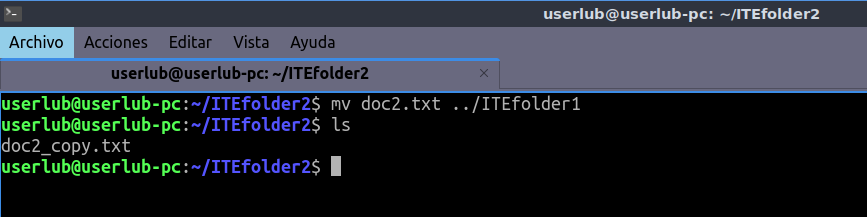 userlub@userlub-pc: ~/ITEfolder2
Archivo Acciones Editar Vista Ayuda
userlub@userlub-pc: ~/ITEfolder2 ×
userlub@userlub-pc:~/ITEfolder2$ mv doc2.txt ../ITEfolder1
userlub@userlub-pc:~/ITEfolder2$ ls
doc2_copy.txt
userlub@userlub-pc:~/ITEfolder2$